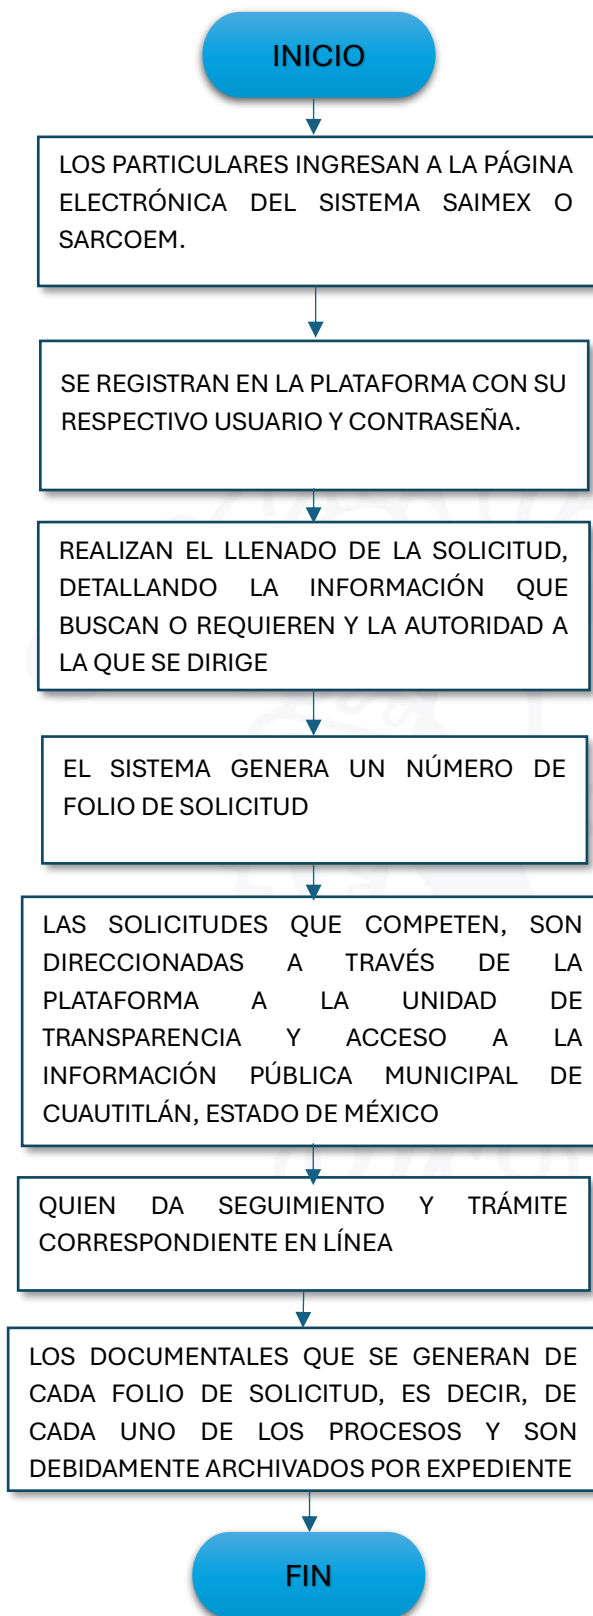 INICIO
LOS PARTICULARES INGRESAN A LA PÁGINA
ELECTRÓNICA DEL SISTEMA SAIMEX O
SARCOEM.
SE REGISTRAN EN LA PLATAFORMA CON SU
RESPECTIVO USUARIO Y CONTRASEÑA.
REALIZAN EL LLENADO DE LA SOLICITUD,
DETALLANDO LA INFORMACIÓN QUE
BUSCAN O REQUIEREN Y LA AUTORIDAD A
LA QUE SE DIRIGE
EL SISTEMA GENERA UN NÚMERO DE
FOLIO DE SOLICITUD
LAS SOLICITUDES QUE COMPETEN, SON
DIRECCIONADAS A TRAVÉS DE LA
PLATAFORMA A LA UNIDAD DE
TRANSPARENCIA Y ACCESO A LA
INFORMACIÓN PÚBLICA MUNICIPAL DE
CUAUTITLÁN, ESTADO DE MÉXICO
QUIEN DA SEGUIMIENTO Y TRÁMITE
CORRESPONDIENTE EN LÍNEA
LOS DOCUMENTALES QUE SE GENERAN DE
CADA FOLIO DE SOLICITUD, ES DECIR, DE
CADA UNO DE LOS PROCESOS Y SON
DEBIDAMENTE ARCHIVADOS POR EXPEDIENTE
FIN